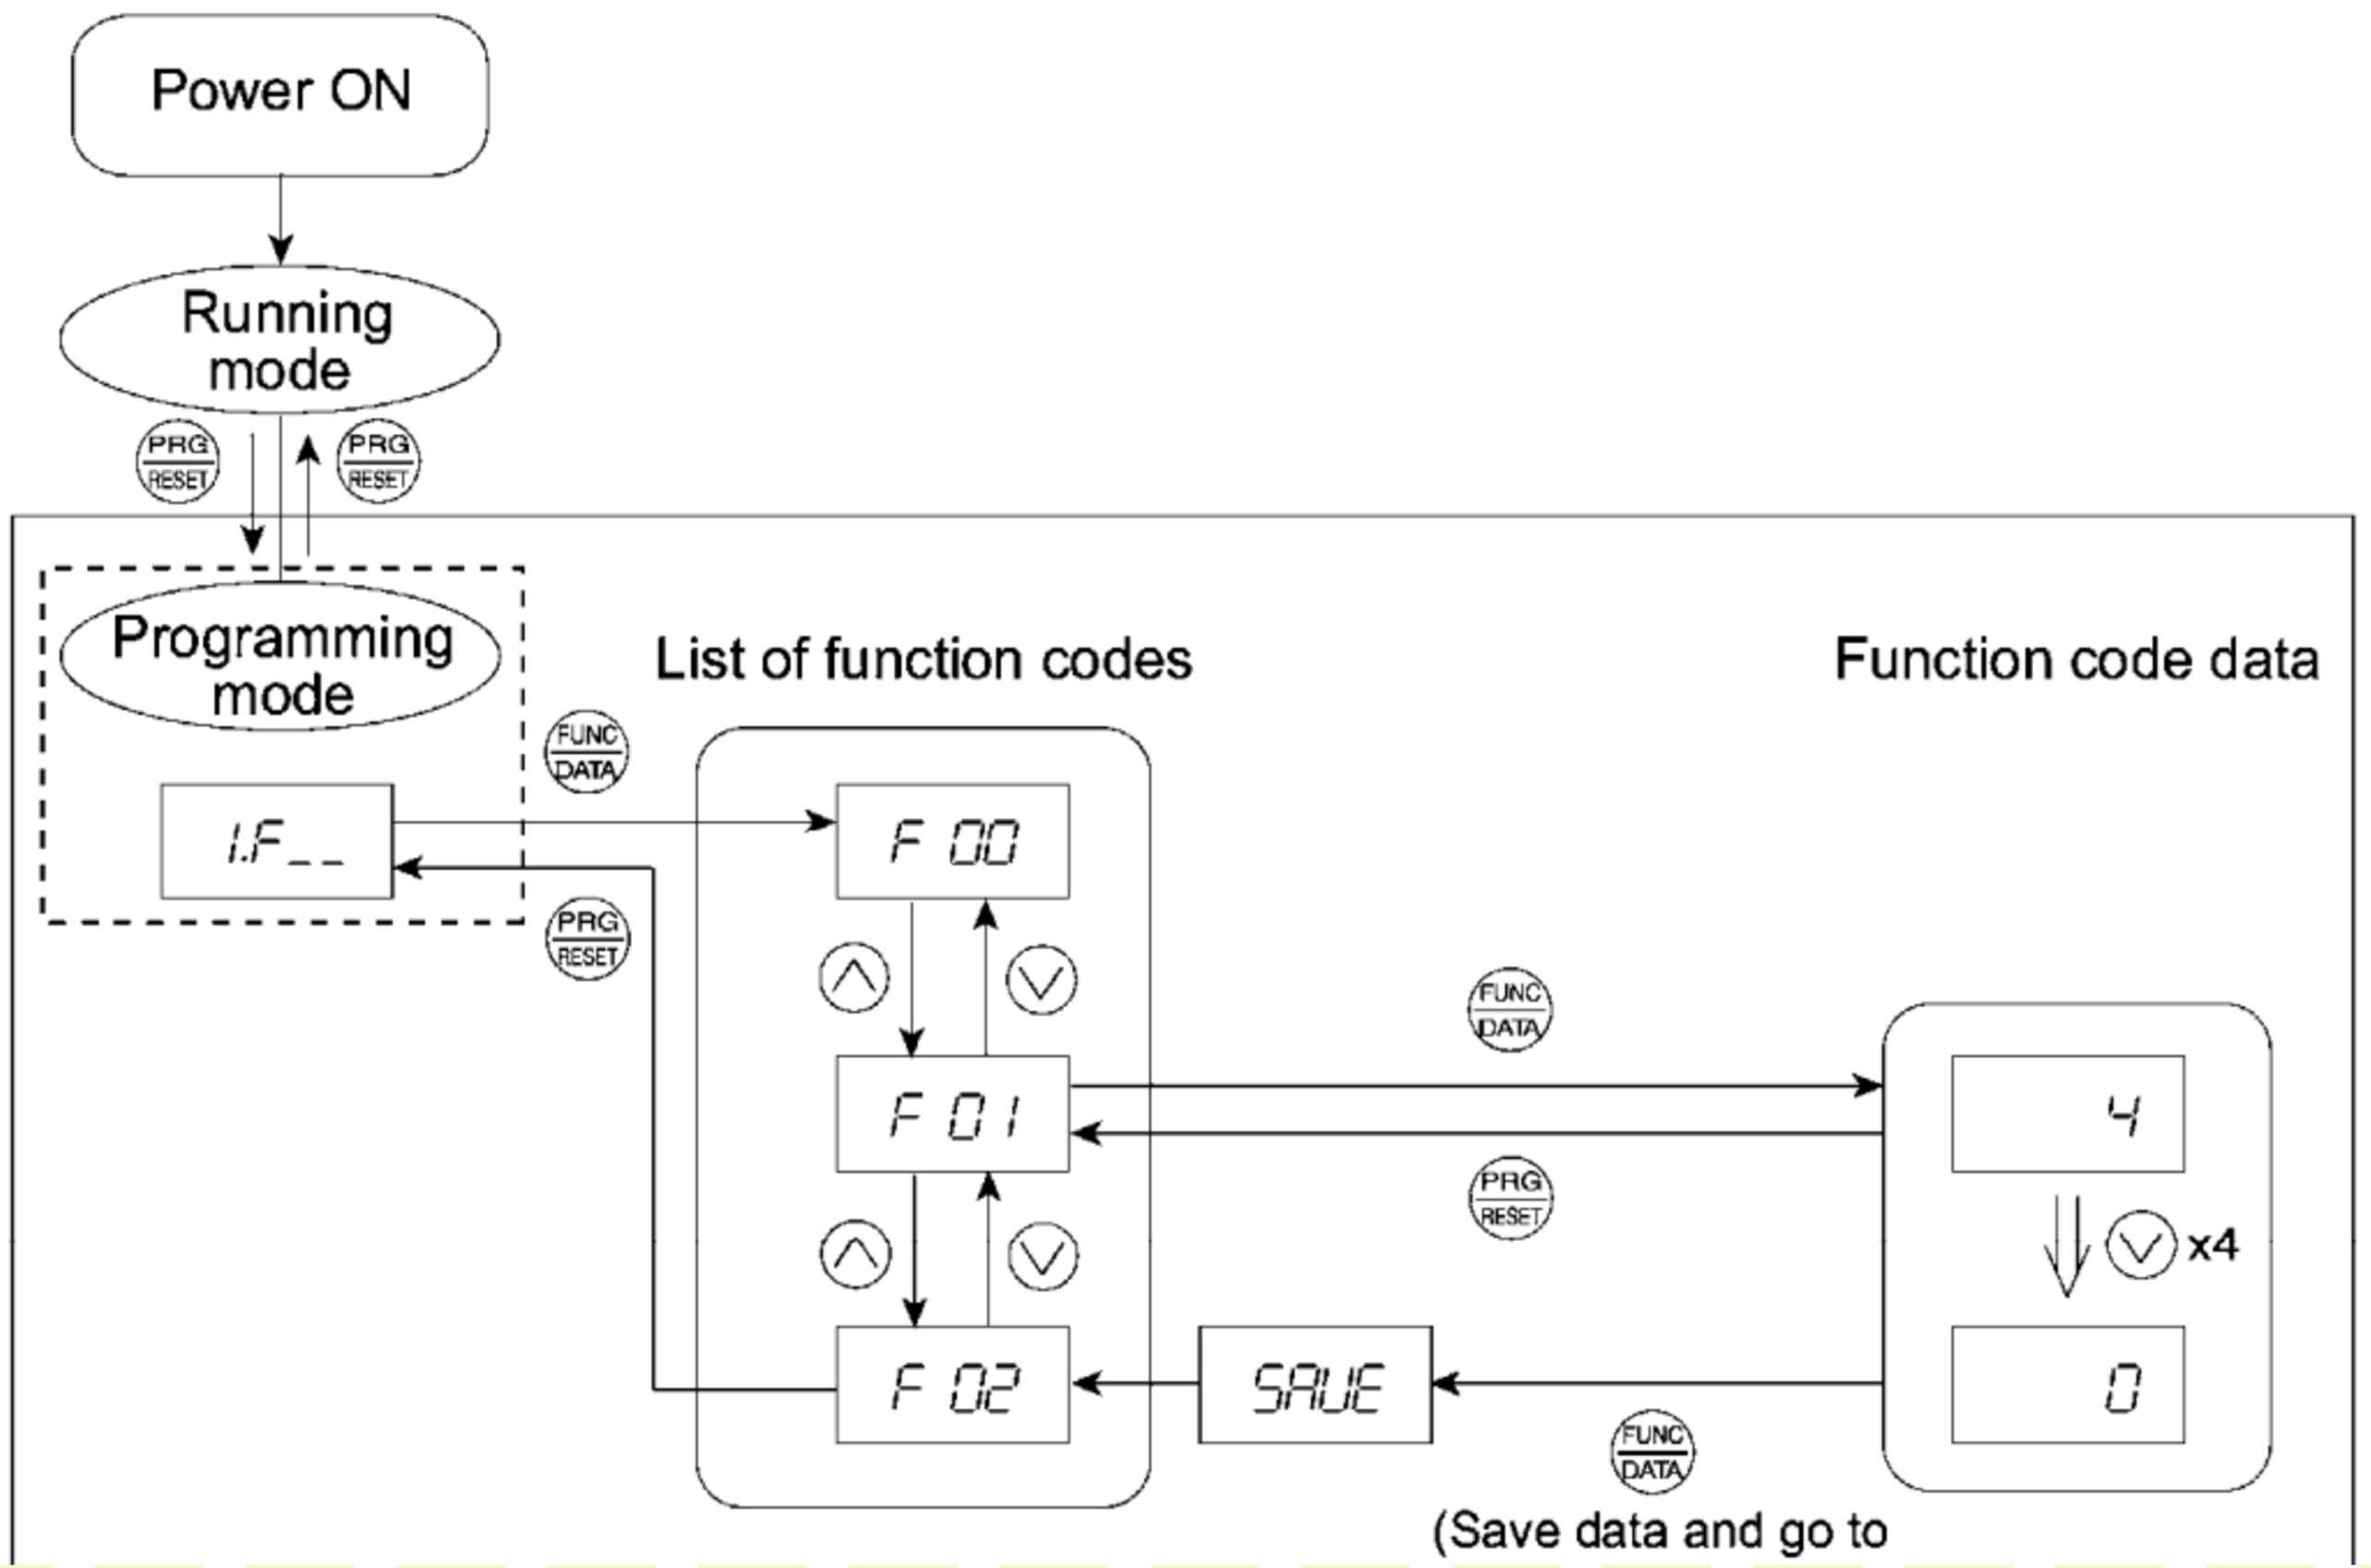 Power ON
Running
mode
PRG
RESET
PRG
RESET
Programming
mode
List of function codes
Function code data
FUNC
DATA
1.F__
F 00
PRG
RESET
FUNC
DATA
F 01
4
PRG
RESET
x4
F 02
SAVE
0
FUNC
DATA
(Save data and go to